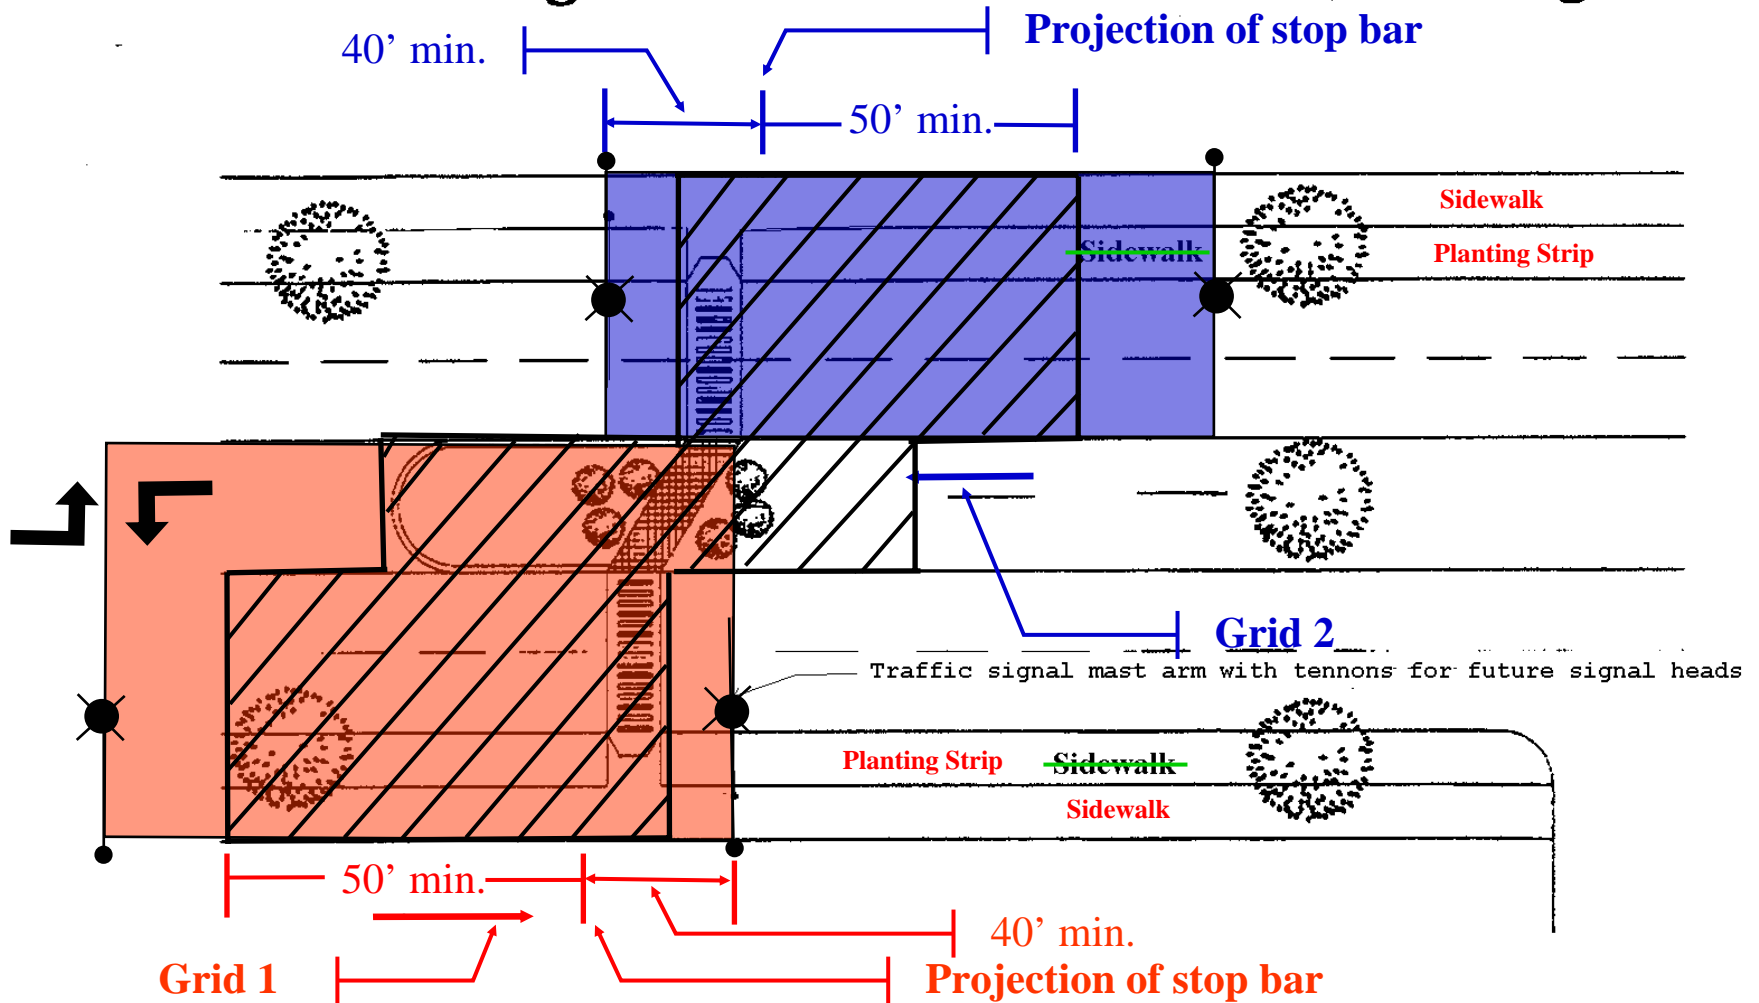 Projection of stop bar
40’ min.
50’ min.
Sidewalk
Sidewalk
Planting Strip
Grid 2
Traffic signal mast arm with tennons for future signal heads
Planting Strip
Sidewalk
Sidewalk
50’ min.
40’ min.
Grid 1
Projection of stop bar